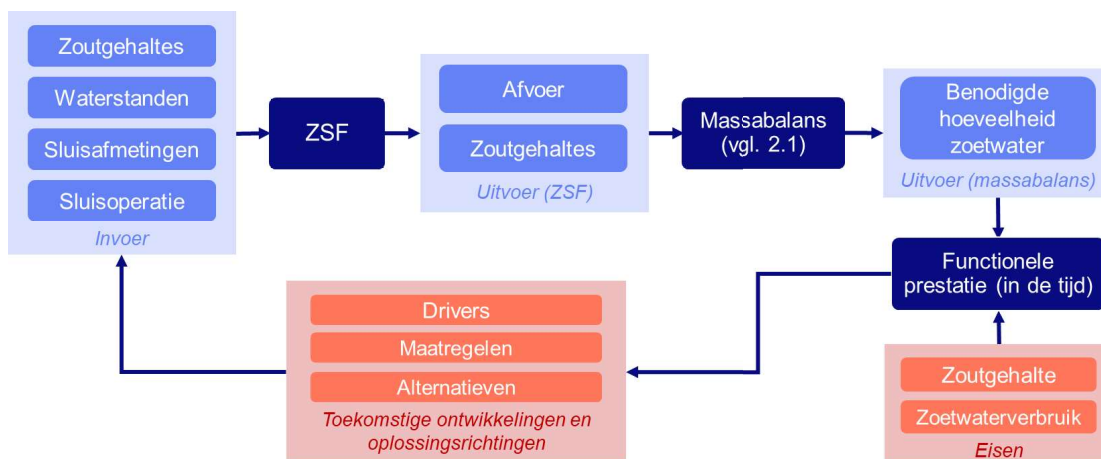 Zoutgehaltes
Waterstanden
Sluisafmetingen
Sluisoperatie
Invoer
ZSF
Afvoer
Zoutgehaltes
Uitvoer (ZSF)
Massabalans
(vgl. 2.1)
Benodigde
hoeveelheid
zoetwater
Uitvoer (massabalans)
Functionele
prestatie (in de tijd)
Zoutgehalte
Zoetwaterverbruik
Eisen
Drivers
Maatregelen
Alternatieven
Toekomstige ontwikkelingen en
oplossingsrichtingen